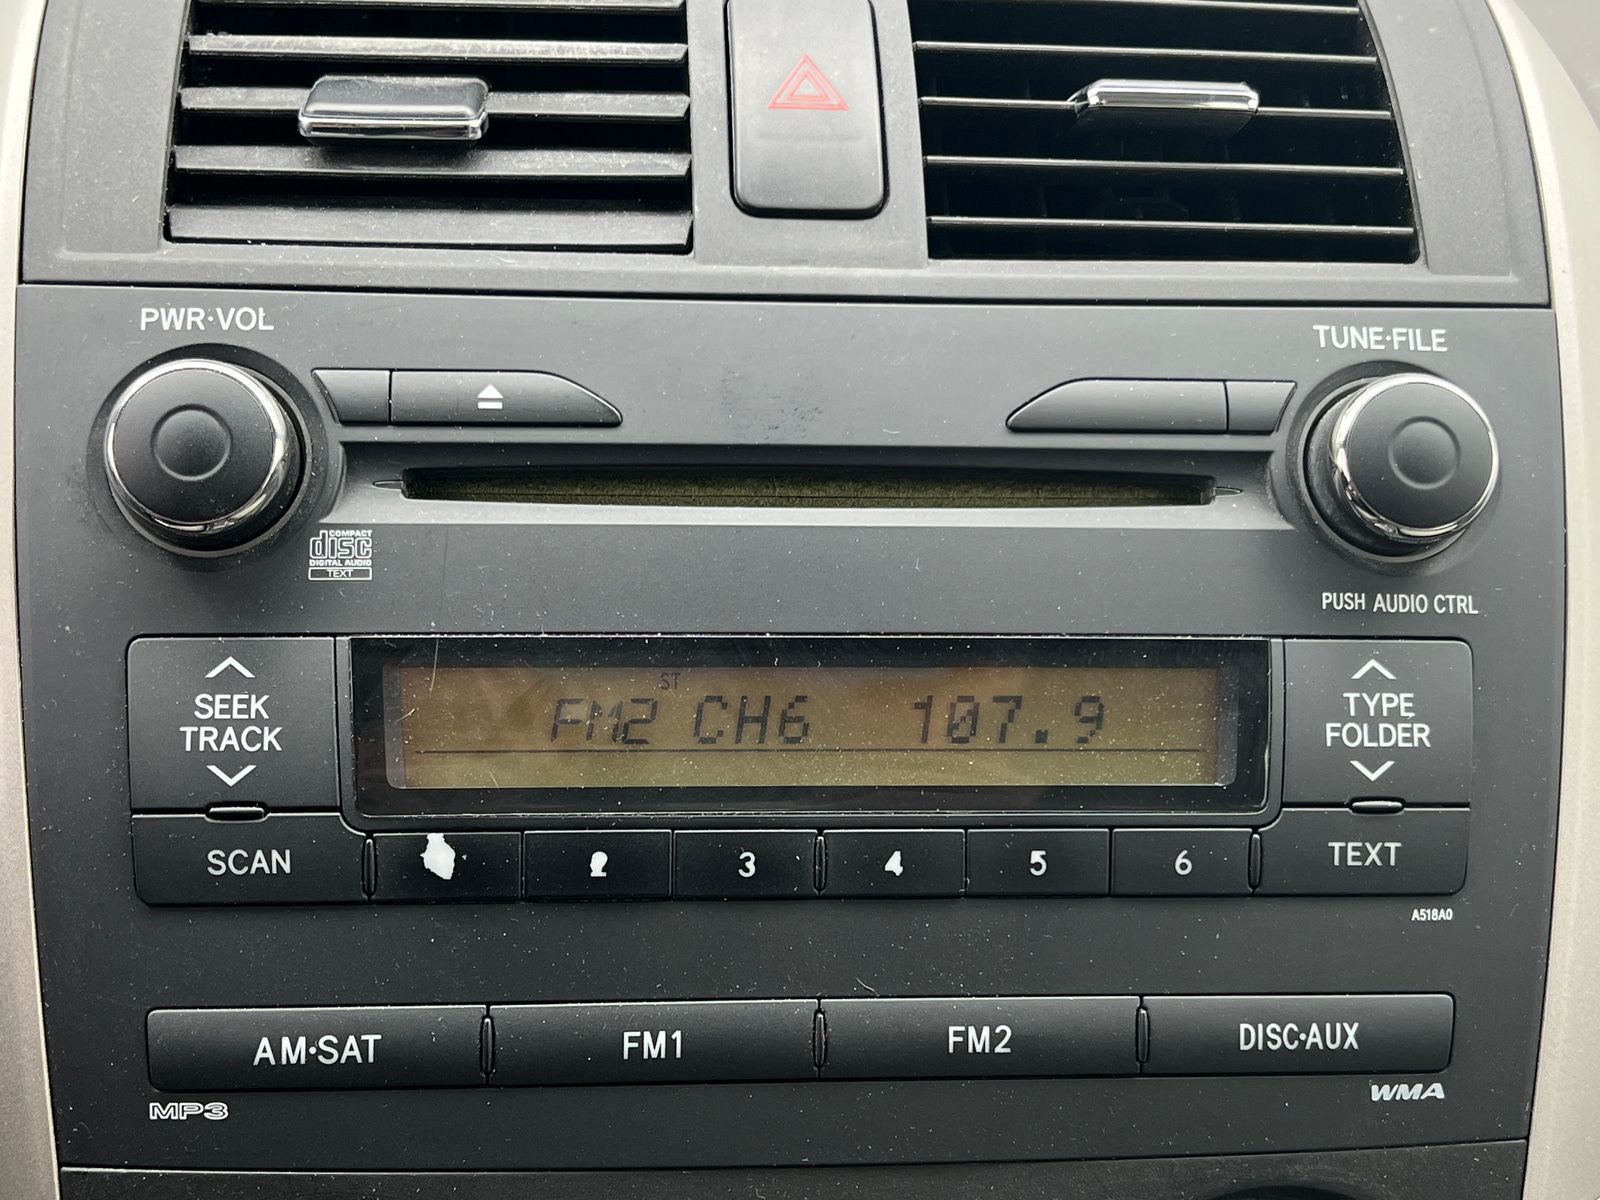 PWR·VOL
TUNE·FILE
COMPACT
disc
DIGITAL AUDIO
TEXT
PUSH AUDIO CTRL
SEEK
TRACK
ST
FM2 CH6 107.9
TYPE
FOLDER
SCAN
2
3
4
5
6
TEXT
A518A0
AM·SAT
FM1
FM2
DISC·AUX
MP3
WMA